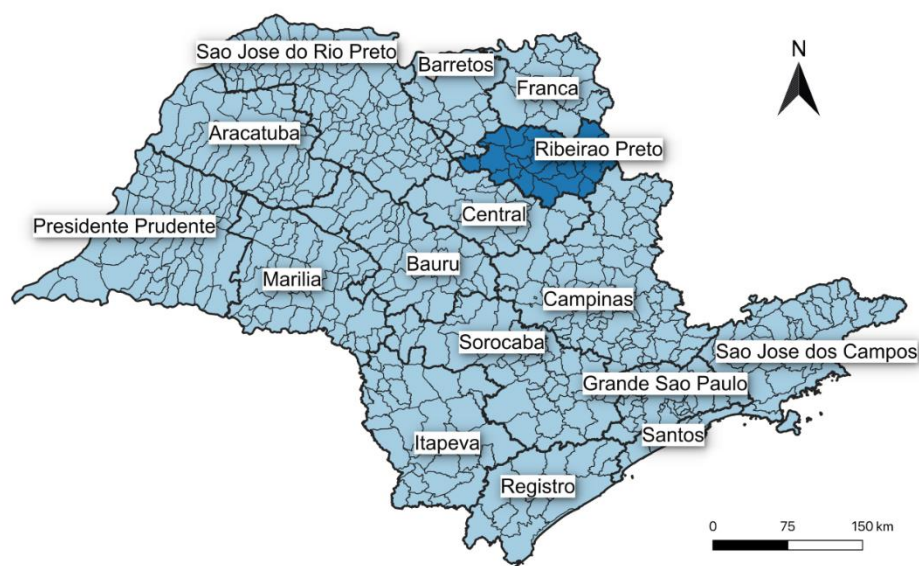 Sao Jose do Rio Preto
Barretos
N
Franca
Aracatuba
Ribeirao Preto
Central
Presidente Prudente
Bauru
Marilia
Campinas
Sorocaba
Sao Jose dos Campos
Grande Sao Paulo
Santos
Itapeva
Registro
0 75 150 km